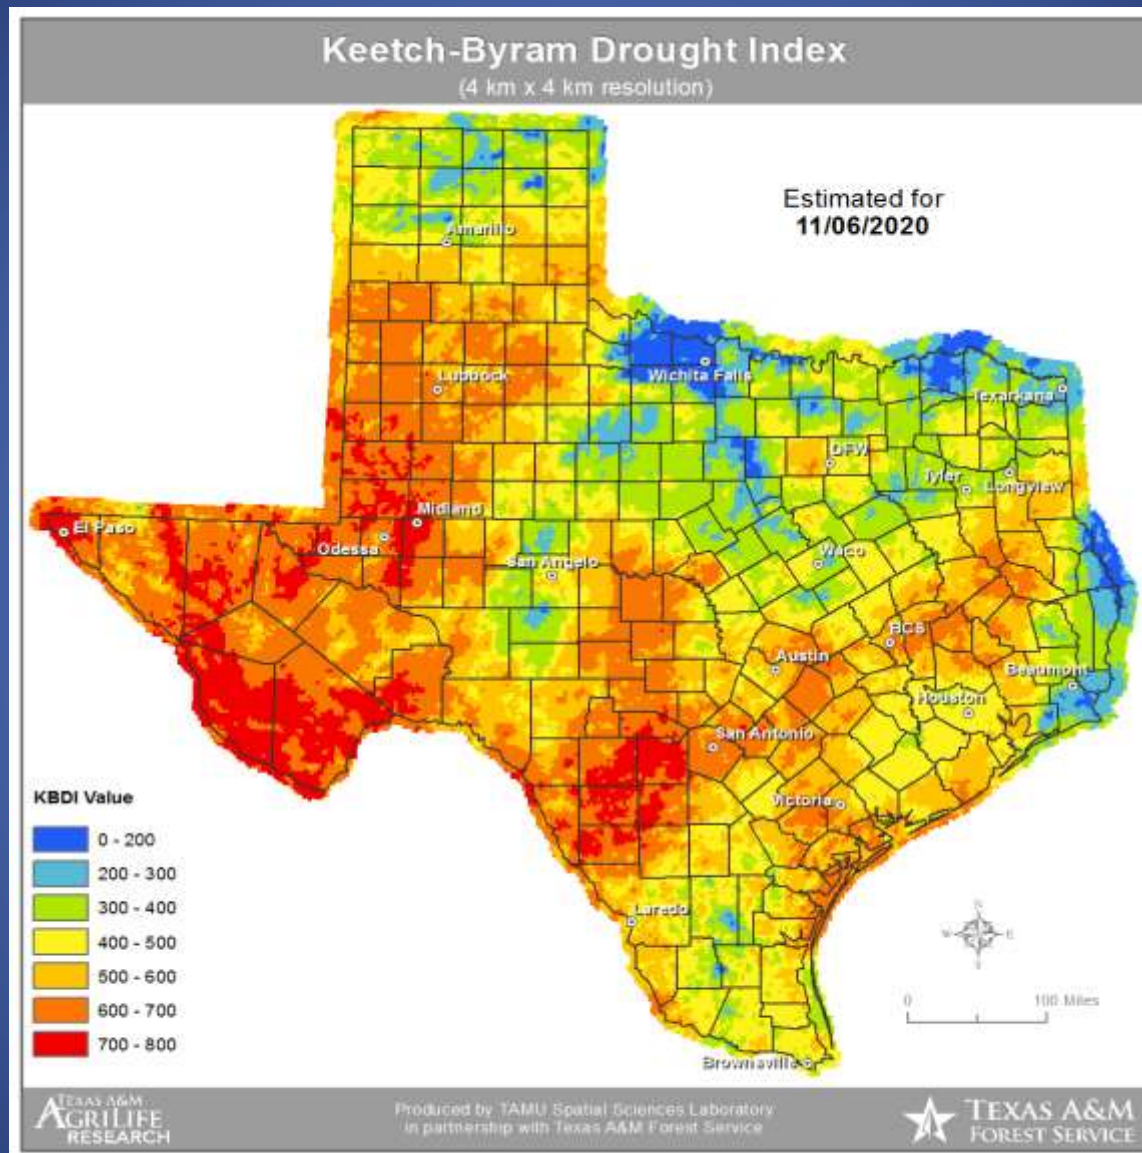 Keetch-Byram Drought Index
(4 km x 4 km resolution)
Estimated for
11/06/2020
Amarillo
Lubbock
Wichita Falls
Texarkana
DFW
Tyler
Longview
Midland
El Paso
Odessa
San Angelo
Waco
BCS
Austin
Beaumont
Houston
San Antonio
Victoria
Laredo
Brownsville
KBDI Value
0 - 200
200 - 300
300 - 400
400 - 500
500 - 600
600 - 700
700 - 800
N
W E
S
0 100 Miles
TEXAS A&M
AGRILIFE
RESEARCH
Produced by TAMU Spatial Sciences Laboratory
in partnership with Texas A&M Forest Service
TEXAS A&M
FOREST SERVICE